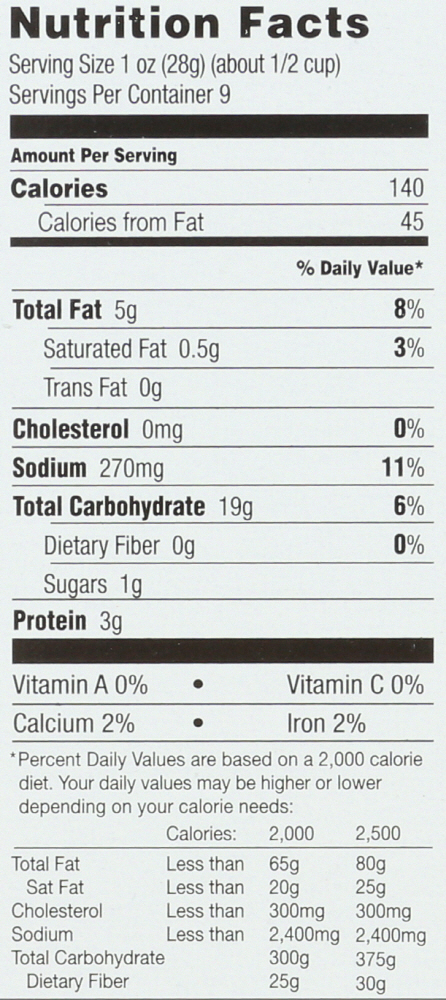 Nutrition Facts
Serving Size 1 oz (28g) (about 1/2 cup)
Servings Per Container 9
Amount Per Serving
Calories 140
Calories from Fat 45
% Daily Value*
Total Fat 5g 8%
Saturated Fat 0.5g 3%
Trans Fat 0g
Cholesterol 0mg 0%
Sodium 270mg 11%
Total Carbohydrate 19g 6%
Dietary Fiber 0g 0%
Sugars 1g
Protein 3g
Vitamin A 0% • Vitamin C 0%
Calcium 2% • Iron 2%
*Percent Daily Values are based on a 2,000 calorie
diet. Your daily values may be higher or lower
depending on your calorie needs:
Calories: 2,000 2,500
Total Fat Less than 65g 80g
Sat Fat Less than 20g 25g
Cholesterol Less than 300mg 300mg
Sodium Less than 2,400mg 2,400mg
Total Carbohydrate 300g 375g
Dietary Fiber 25g 30g